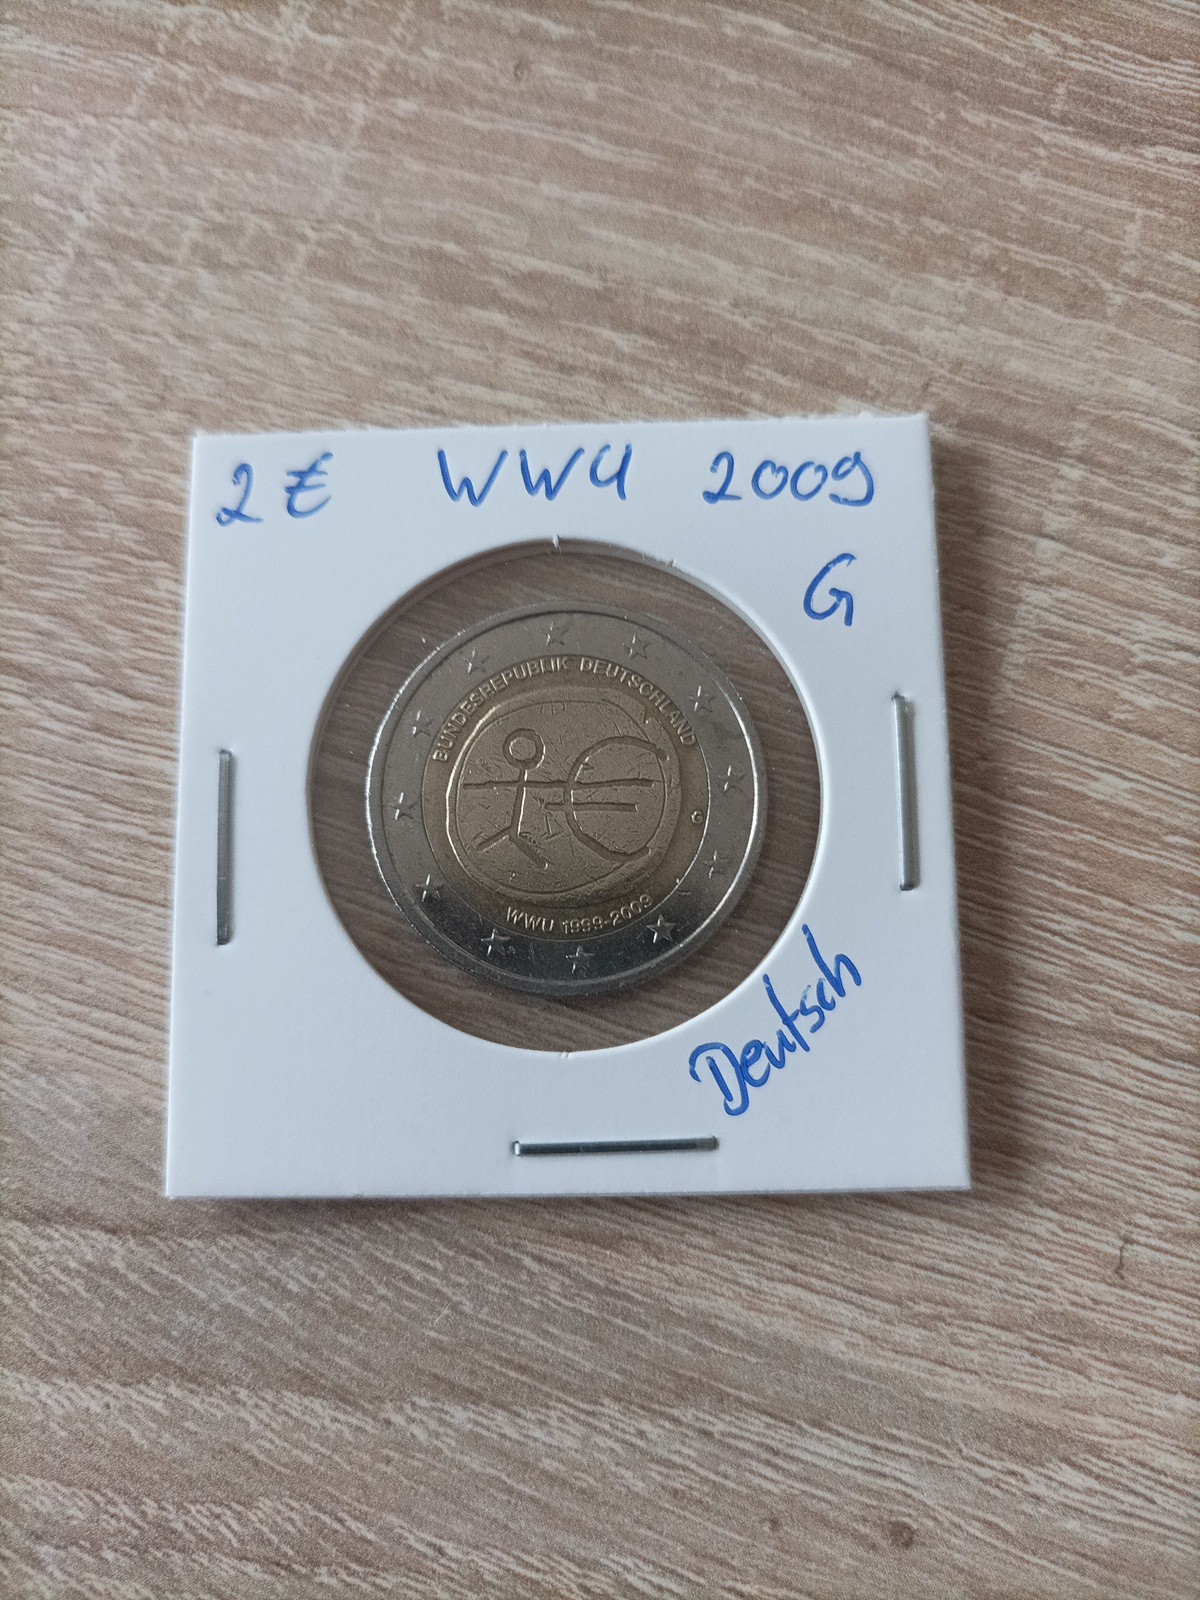 2 € WWU 2009
G
BUNDESREPUBLIK DEUTSCHLAND
G
WWU 1999-2009
Deutsch